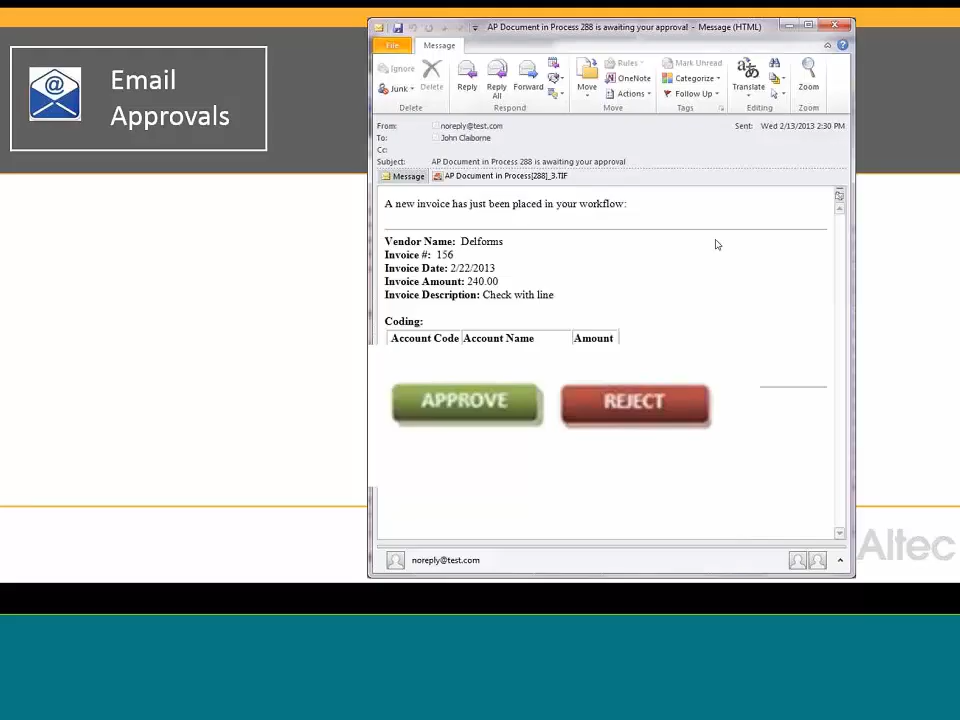 AP Document in Process 288 is awaiting your approval - Message (HTML)
File
Message
Ignore
Junk
Delete
Delete
Reply
Reply All
Forward
Respond
Move
Rules
OneNote
Actions
Move
Mark Unread
Categorize
Follow Up
Tags
Translate
Editing
Zoom
Zoom
Email
Approvals
From: noreply@test.com
Sent: Wed 2/13/2013 2:30 PM
To: John Claiborne
Cc:
Subject: AP Document in Process 288 is awaiting your approval
Message
AP Document in Process[288]_3.TIF
A new invoice has just been placed in your workflow:
Vendor Name: Delforms
Invoice #: 156
Invoice Date: 2/22/2013
Invoice Amount: 240.00
Invoice Description: Check with line
Coding:
Account Code Account Name Amount
APPROVE
REJECT
Altec
noreply@test.com